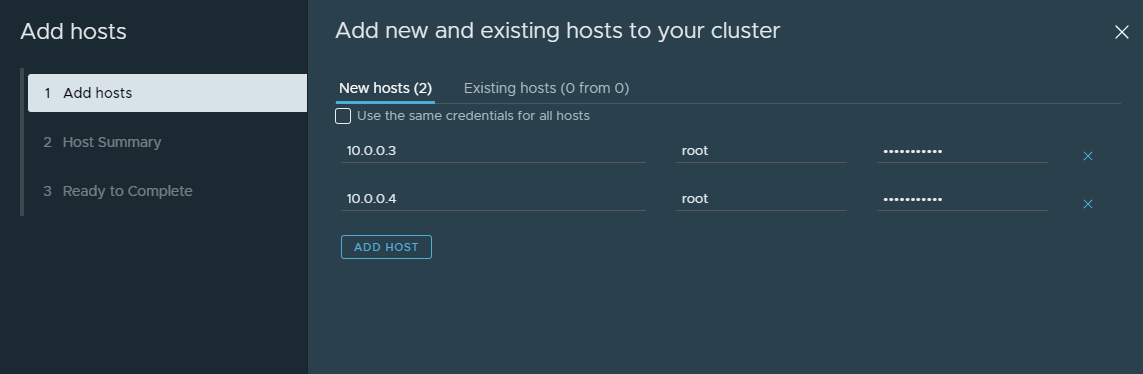 Add hosts
1 Add hosts
2 Host Summary
3 Ready to Complete
Add new and existing hosts to your cluster
New hosts (2) Existing hosts (0 from 0)
Use the same credentials for all hosts
10.0.0.3 root •••••••••••
10.0.0.4 root •••••••••••
ADD HOST